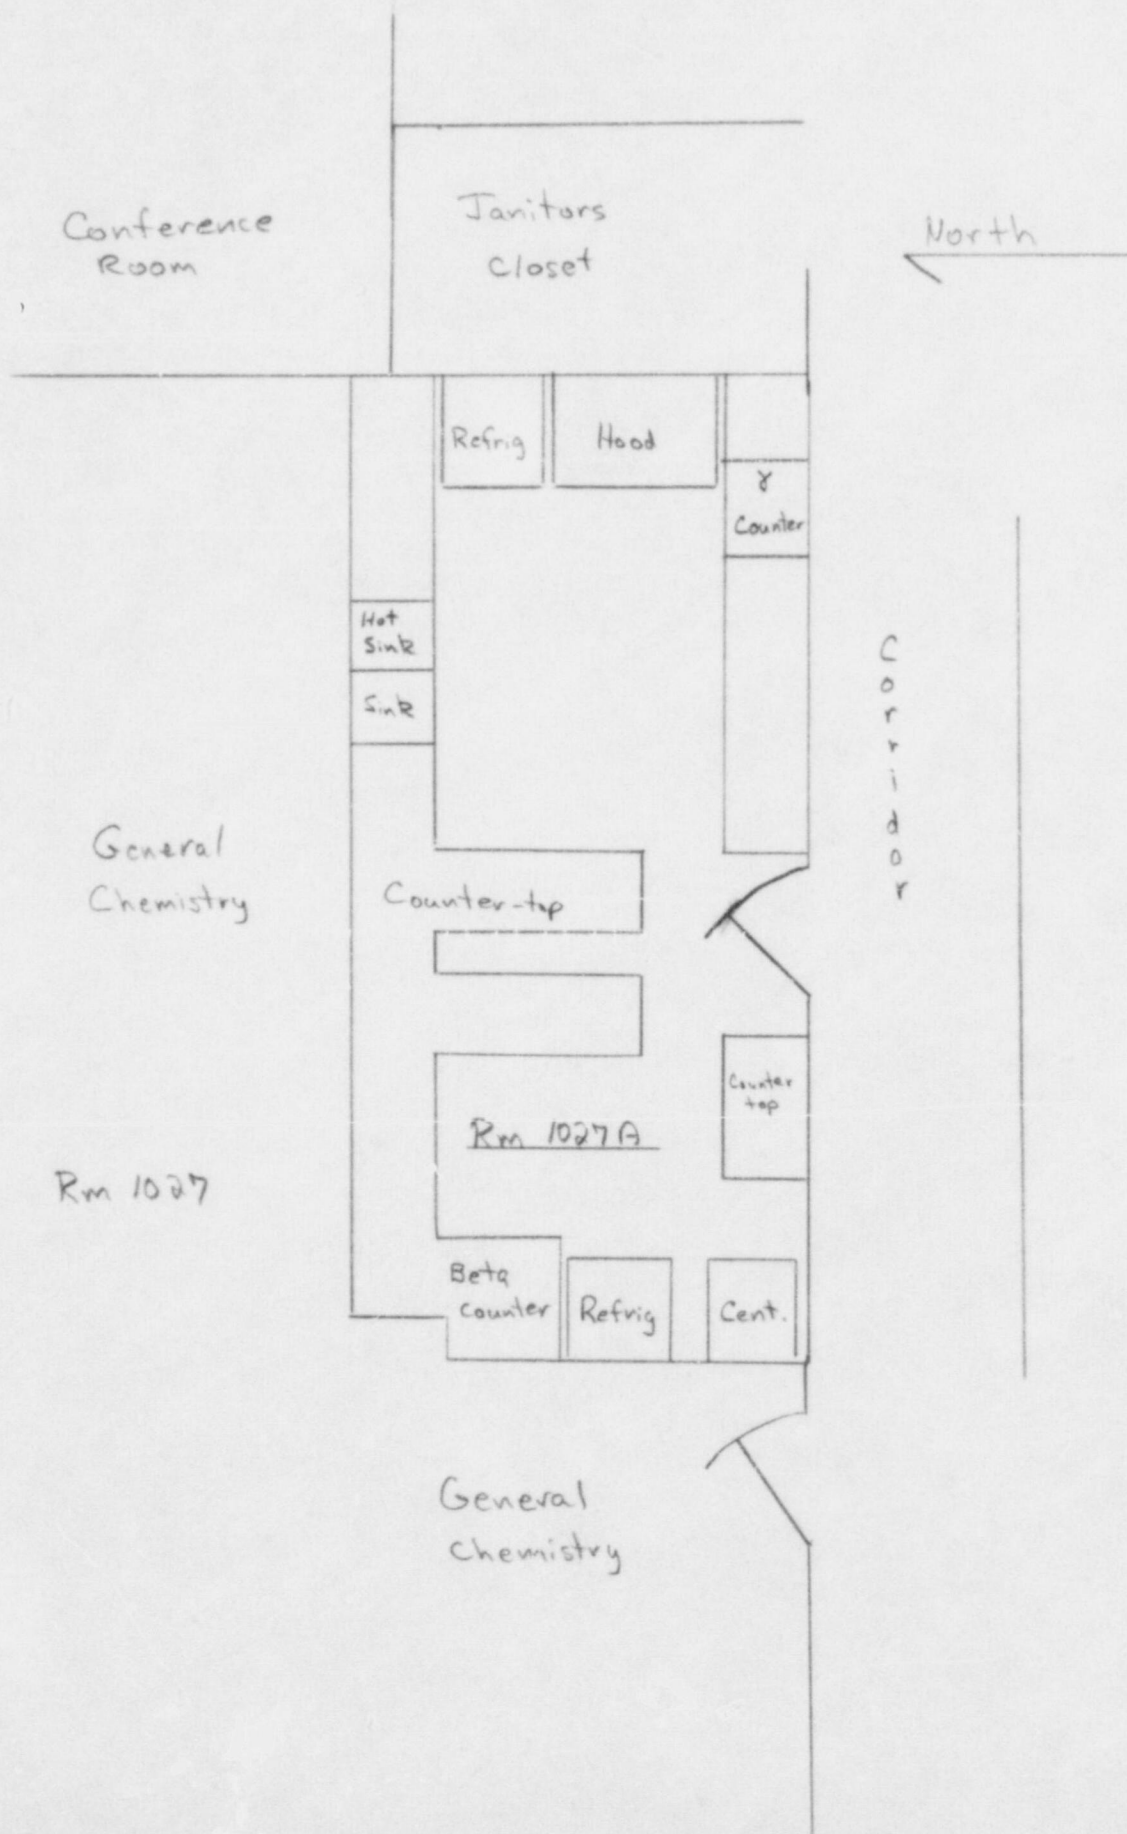 Conference
Room
Janitors
Closet
North
Refrig
Hood
γ
Counter
Hot
Sink
Sink
Corridor
General
Chemistry
Counter-top
Counter
top
Rm 1027A
Rm 1027
Beta
Counter
Refrig
Cent.
General
Chemistry